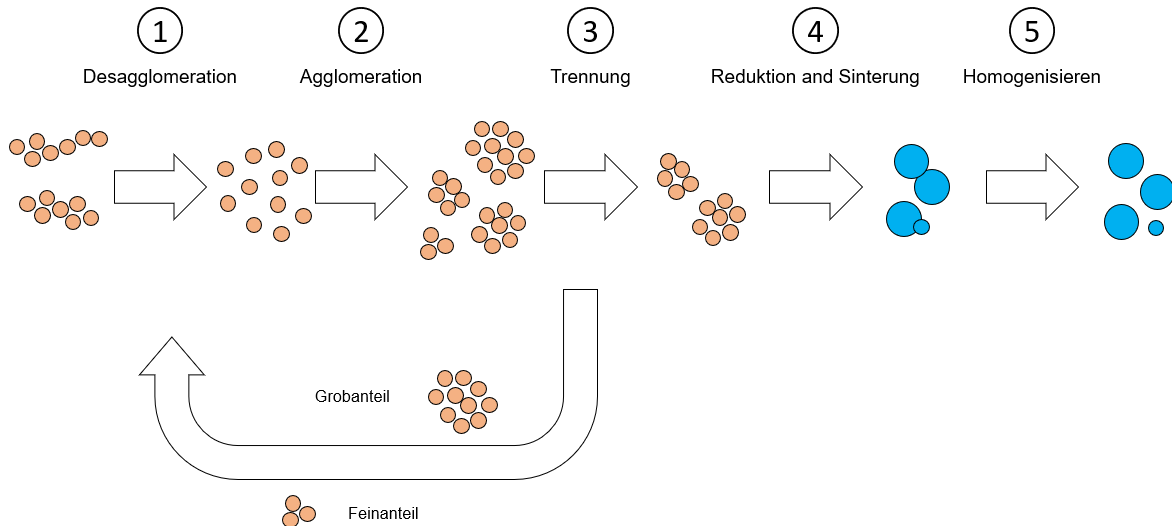 1
2
3
4
5
Desagglomeration
Agglomeration
Trennung
Reduktion and Sinterung
Homogenisieren
Grobanteil
Feinanteil